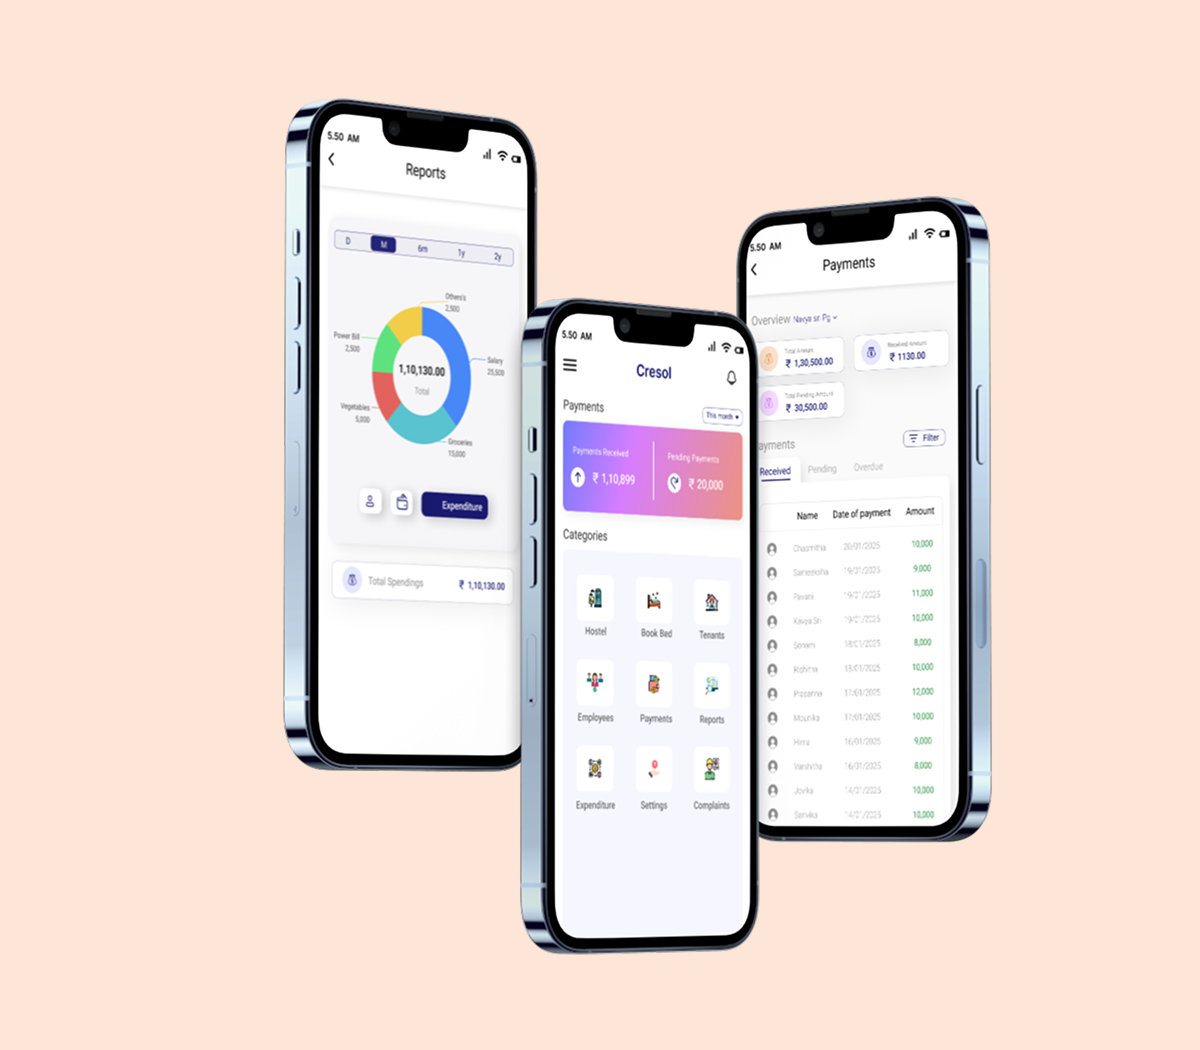 5.50 AM
Reports
D M 6m 1y 2y
Others's
2,500
Power Bill
2,500
Salary
25,500
1,10,130.00
Total
Vegetables
5,000
Groceries
15,000
Expenditure
Total Spendings ₹ 1,10,130.00
5.50 AM
Cresol
Payments
This month
Payments Received
₹ 1,10,899
Pending Payments
₹ 20,000
Categories
Hostel Book Bed Tenants
Employees Payments Reports
Expenditure Settings Complaints
5.50 AM
Payments
Overview Navya sri Pg
Total Amount
₹ 1,30,500.00
Received Amount
₹ 1130.00
Total Pending Amount
₹ 30,500.00
ayments
Filter
Received Pending Overdue
Name Date of payment Amount
Chaarmitha 20/01/2025 10,000
Sameeksha 19/01/2025 9,000
Pavani 19/01/2025 11,000
Kavya Sri 19/01/2025 10,000
18/01/2025 8,000
Rishitha 18/01/2025 10,000
Prasanna 17/01/2025 12,000
Mounika 17/01/2025 10,000
Hima 16/01/2025 9,000
Varshitha 16/01/2025 8,000
Jovika 14/01/2025 10,000
Sanvika 14/01/2025 10,000